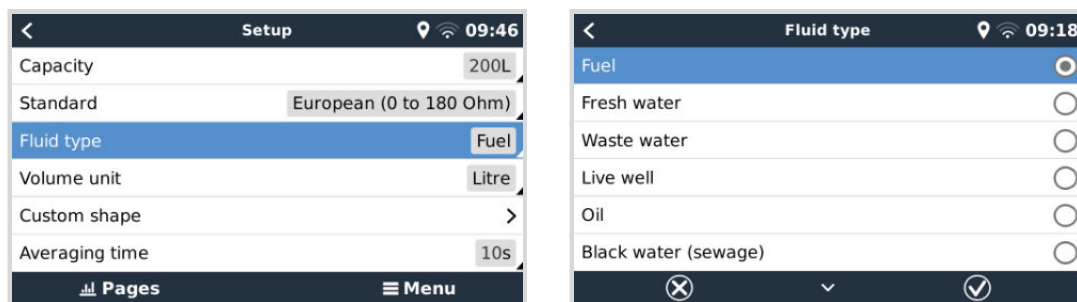 Setup 09:46
Capacity 200L
Standard European (0 to 180 Ohm)
Fluid type Fuel
Volume unit Litre
Custom shape
Averaging time 10s
Pages Menu
Fluid type 09:18
Fuel
Fresh water
Waste water
Live well
Oil
Black water (sewage)